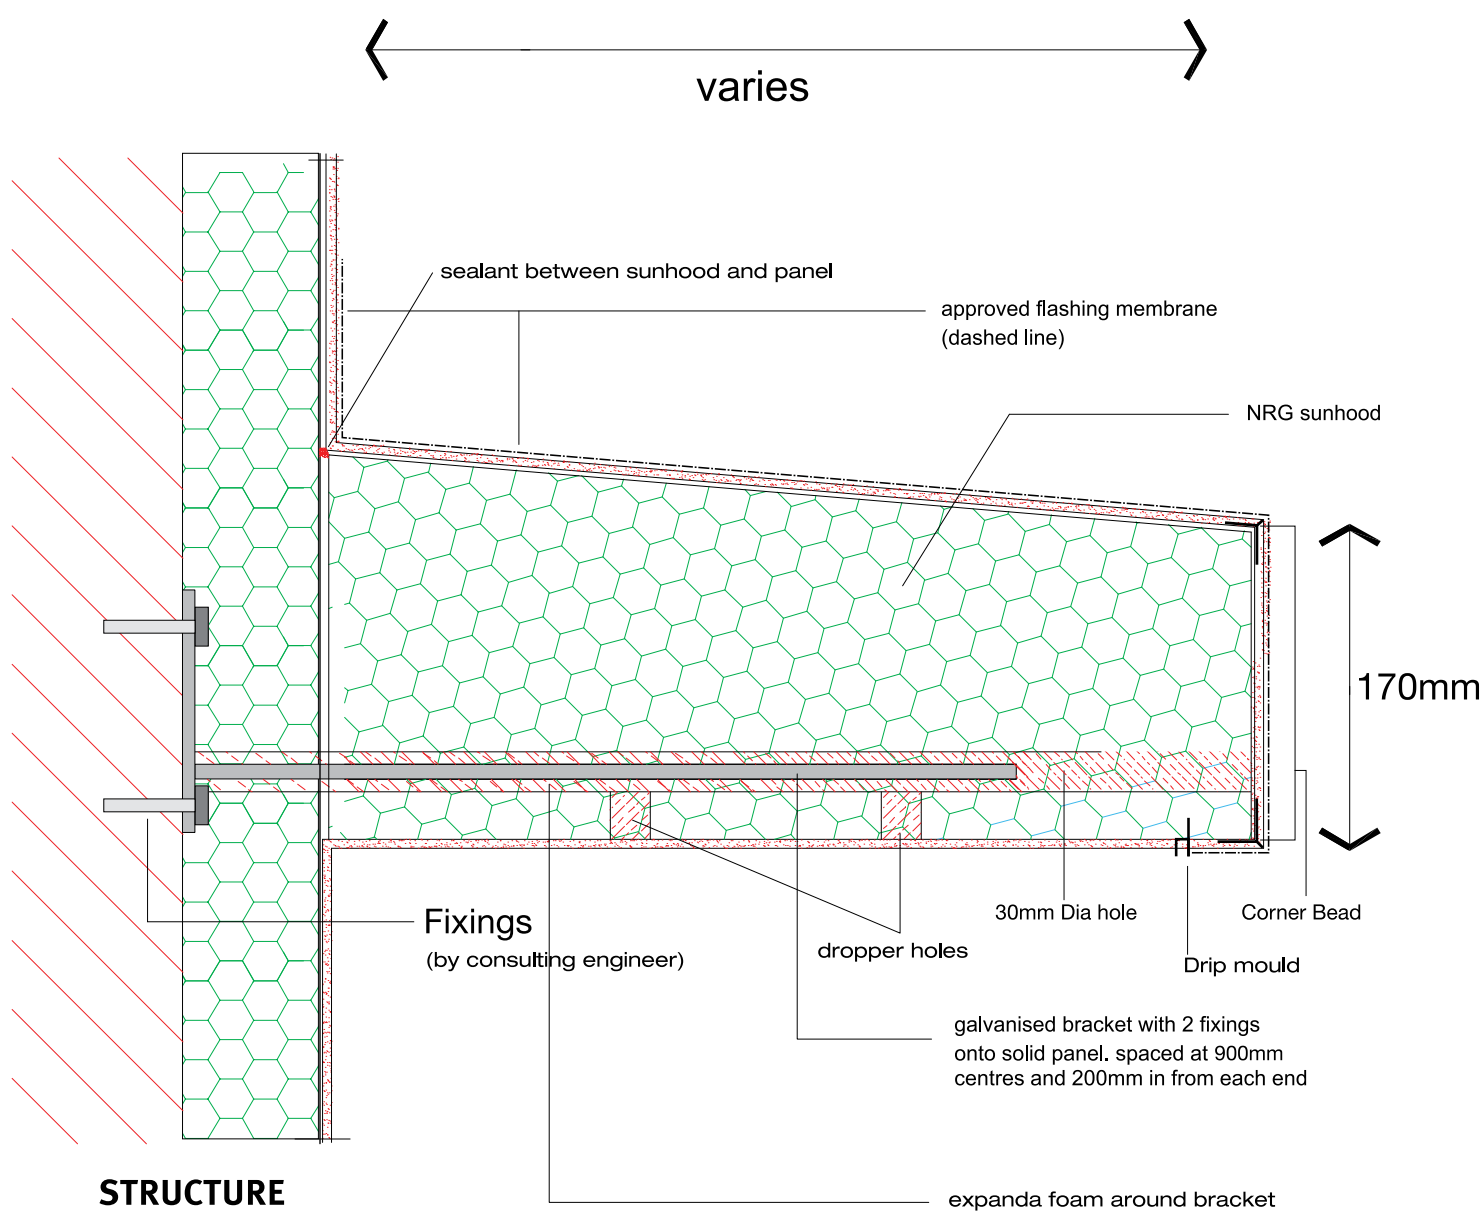 varies
sealant between sunhood and panel
approved flashing membrane
(dashed line)
NRG sunhood
170mm
30mm Dia hole
Corner Bead
Fixings
(by consulting engineer)
dropper holes
Drip mould
galvanised bracket with 2 fixings
onto solid panel. spaced at 900mm
centres and 200mm in from each end
STRUCTURE
expanda foam around bracket